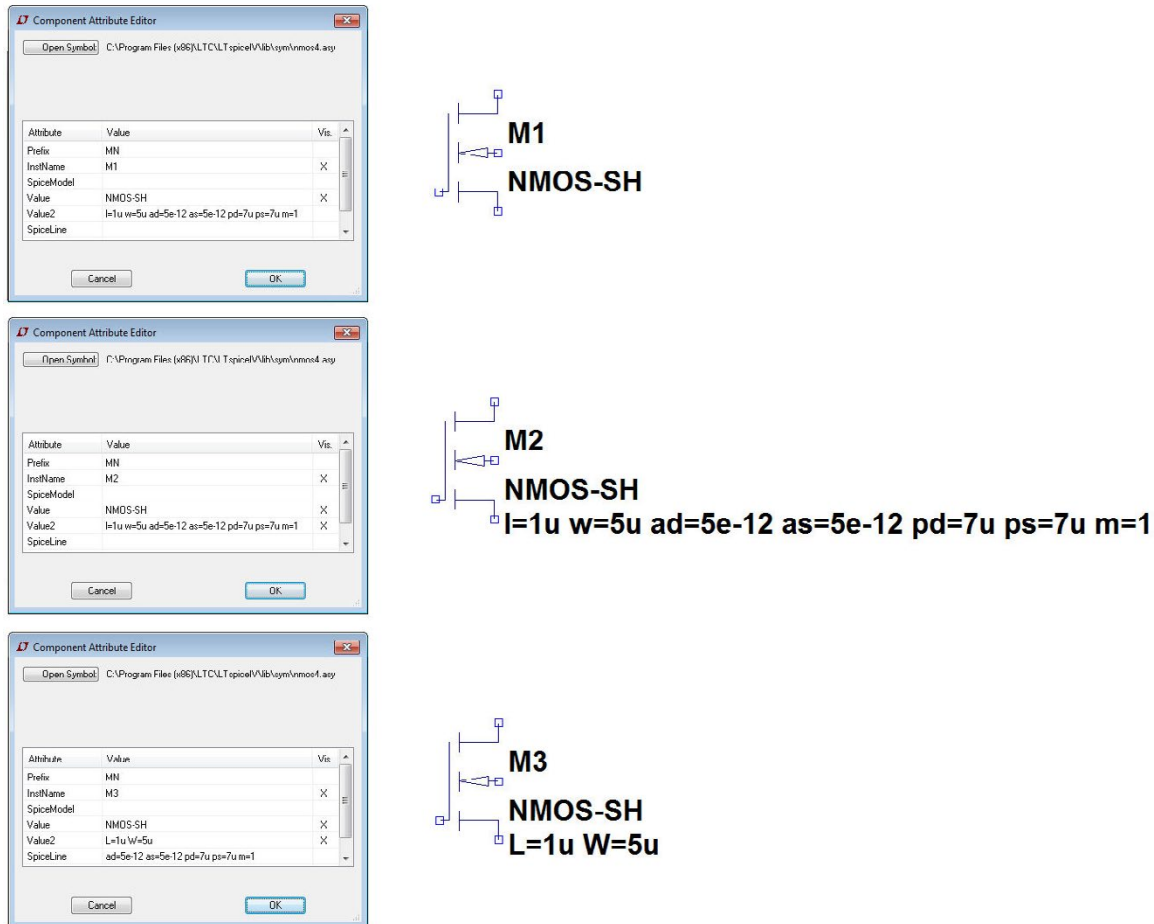 Component Attribute Editor
Open Symbol: C:\Program Files (x86)\LTC\LTspiceIV\lib\sym\nmos4.asy
Attribute Value Vis.
Prefix MN
InstName M1 X
SpiceModel
Value NMOS-SH X
Value2 l=1u w=5u ad=5e-12 as=5e-12 pd=7u ps=7u m=1
SpiceLine
Cancel OK
M1
NMOS-SH
Component Attribute Editor
Open Symbol: C:\Program Files (x86)\LTC\LTspiceIV\lib\sym\nmos4.asy
Attribute Value Vis.
Prefix MN
InstName M2 X
SpiceModel
Value NMOS-SH X
Value2 l=1u w=5u ad=5e-12 as=5e-12 pd=7u ps=7u m=1 X
SpiceLine
Cancel OK
M2
NMOS-SH
l=1u w=5u ad=5e-12 as=5e-12 pd=7u ps=7u m=1
Component Attribute Editor
Open Symbol: C:\Program Files (x86)\LTC\LTspiceIV\lib\sym\nmos4.asy
Attribute Value Vis.
Prefix MN
InstName M3 X
SpiceModel
Value NMOS-SH X
Value2 L=1u W=5u X
SpiceLine ad=5e-12 as=5e-12 pd=7u ps=7u m=1
Cancel OK
M3
NMOS-SH
L=1u W=5u